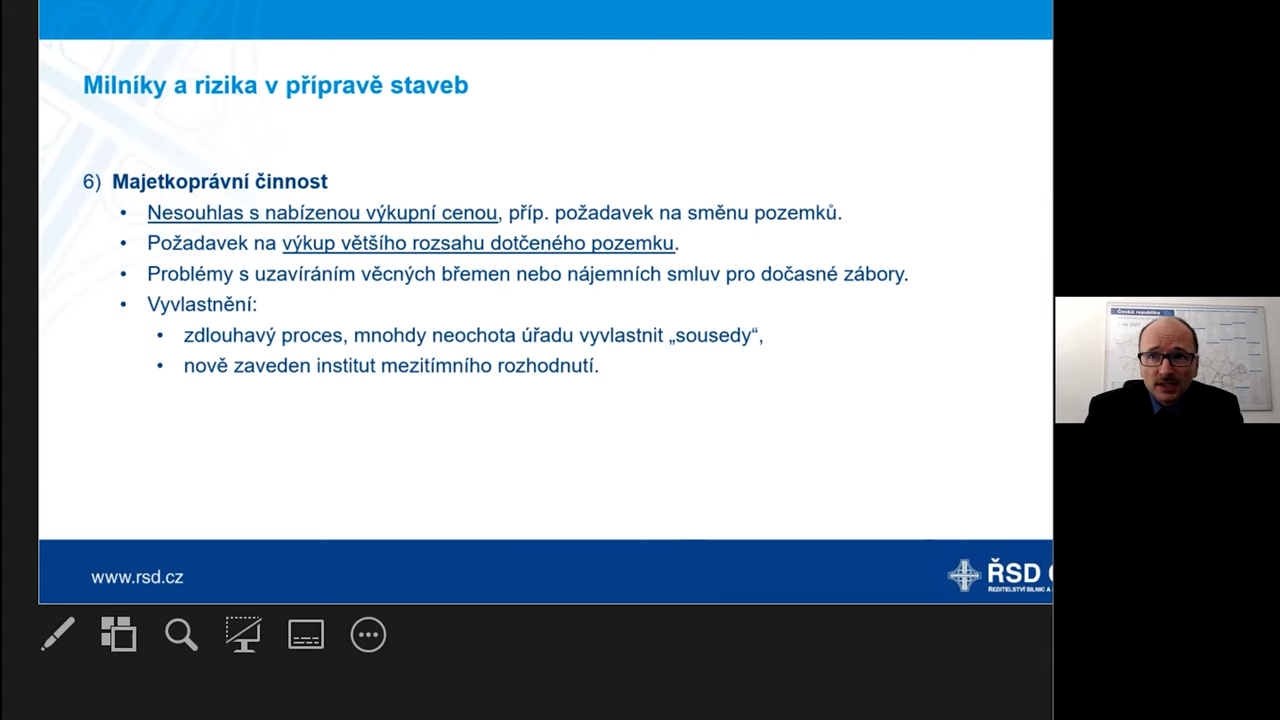 Milníky a rizika v přípravě staveb
6) Majetkoprávní činnost
• Nesouhlas s nabízenou výkupní cenou, příp. požadavek na směnu pozemků.
• Požadavek na výkup většího rozsahu dotčeného pozemku.
• Problémy s uzavíráním věcných břemen nebo nájemních smluv pro dočasné zábory.
• Vyvlastnění:
• zdlouhavý proces, mnohdy neochota úřadu vyvlastnit „sousedy“,
• nově zaveden institut mezitímního rozhodnutí.
Česká republika
www.rsd.cz
ŘSD
ŘEDITELSTVÍ SILNIC A